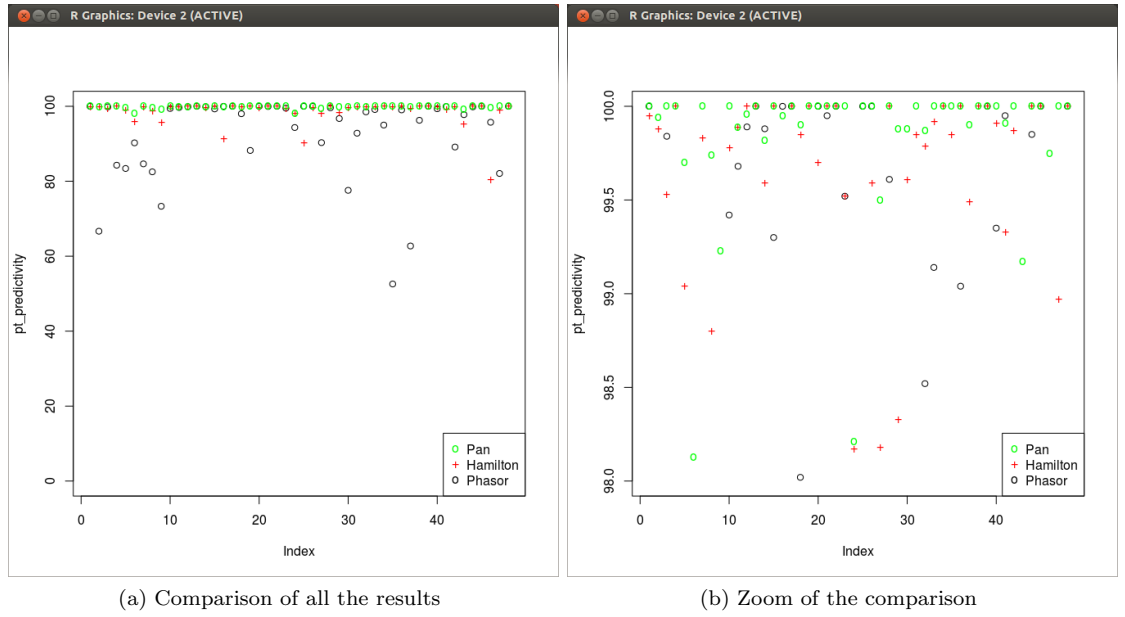 R Graphics: Device 2 (ACTIVE)
pt_predictivity
100
80
60
40
20
0
0 10 20 30 40
Index
Pan
Hamilton
Phasor
(a) Comparison of all the results
R Graphics: Device 2 (ACTIVE)
pt_predictivity
100.0
99.5
99.0
98.5
98.0
0 10 20 30 40
Index
Pan
Hamilton
Phasor
(b) Zoom of the comparison